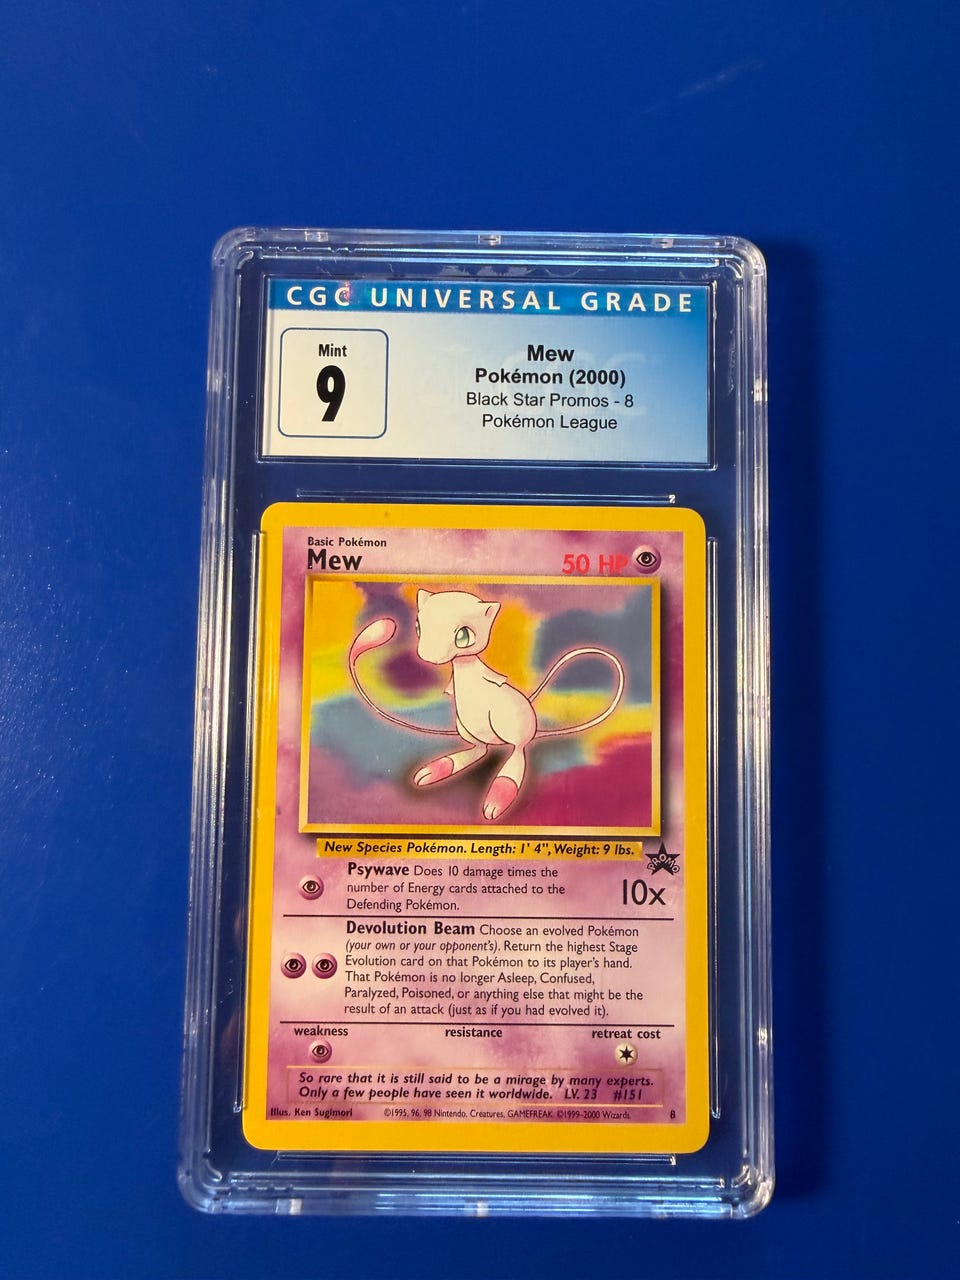 CGC UNIVERSAL GRADE
Mint
9
Mew
Pokémon (2000)
Black Star Promos - 8
Pokémon League
Basic Pokémon
Mew
50 HP
New Species Pokémon. Length: 1' 4", Weight: 9 lbs.
PROMO
Psywave Does 10 damage times the
number of Energy cards attached to the
Defending Pokémon.
10x
Devolution Beam Choose an evolved Pokémon
(your own or your opponent's). Return the highest Stage
Evolution card on that Pokémon to its player's hand.
That Pokémon is no longer Asleep, Confused,
Paralyzed, Poisoned, or anything else that might be the
result of an attack (just as if you had evolved it).
weakness resistance retreat cost
So rare that it is still said to be a mirage by many experts.
Only a few people have seen it worldwide. LV. 23 #151
Illus. Ken Sugimori ©1995, 96, 98 Nintendo, Creatures, GAMEFREAK. ©1999-2000 Wizards. 8